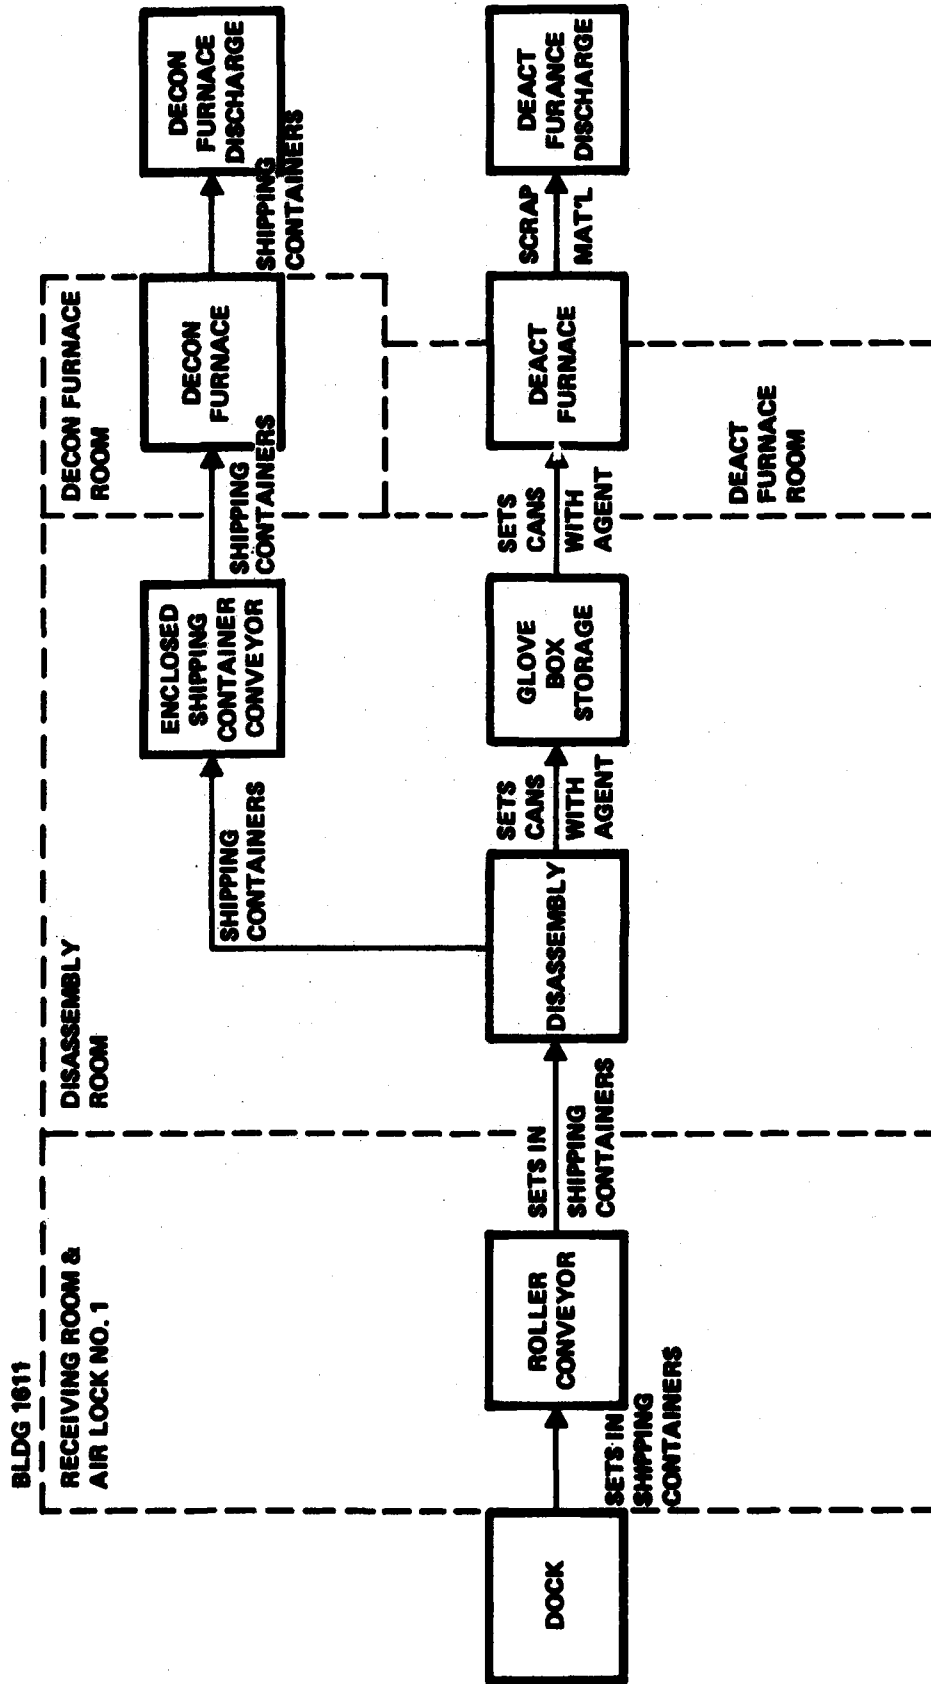 BLDG 1611
RECEIVING ROOM &
AIR LOCK NO. 1
DISASSEMBLY
ROOM
DECON FURNACE
ROOM
DEACT
FURNACE
ROOM
DOCK
SETS IN
SHIPPING
CONTAINERS
ROLLER
CONVEYOR
SETS IN
SHIPPING
CONTAINERS
DISASSEMBLY
SHIPPING
CONTAINERS
ENCLOSED
SHIPPING
CONTAINER
CONVEYOR
SHIPPING
CONTAINERS
DECON
FURNACE
SHIPPING
CONTAINERS
DECON
FURNACE
DISCHARGE
SETS
CANS
WITH
AGENT
GLOVE
BOX
STORAGE
SETS
CANS
WITH
AGENT
DEACT
FURNACE
SCRAP
MAT'L
DEACT
FURANCE
DISCHARGE